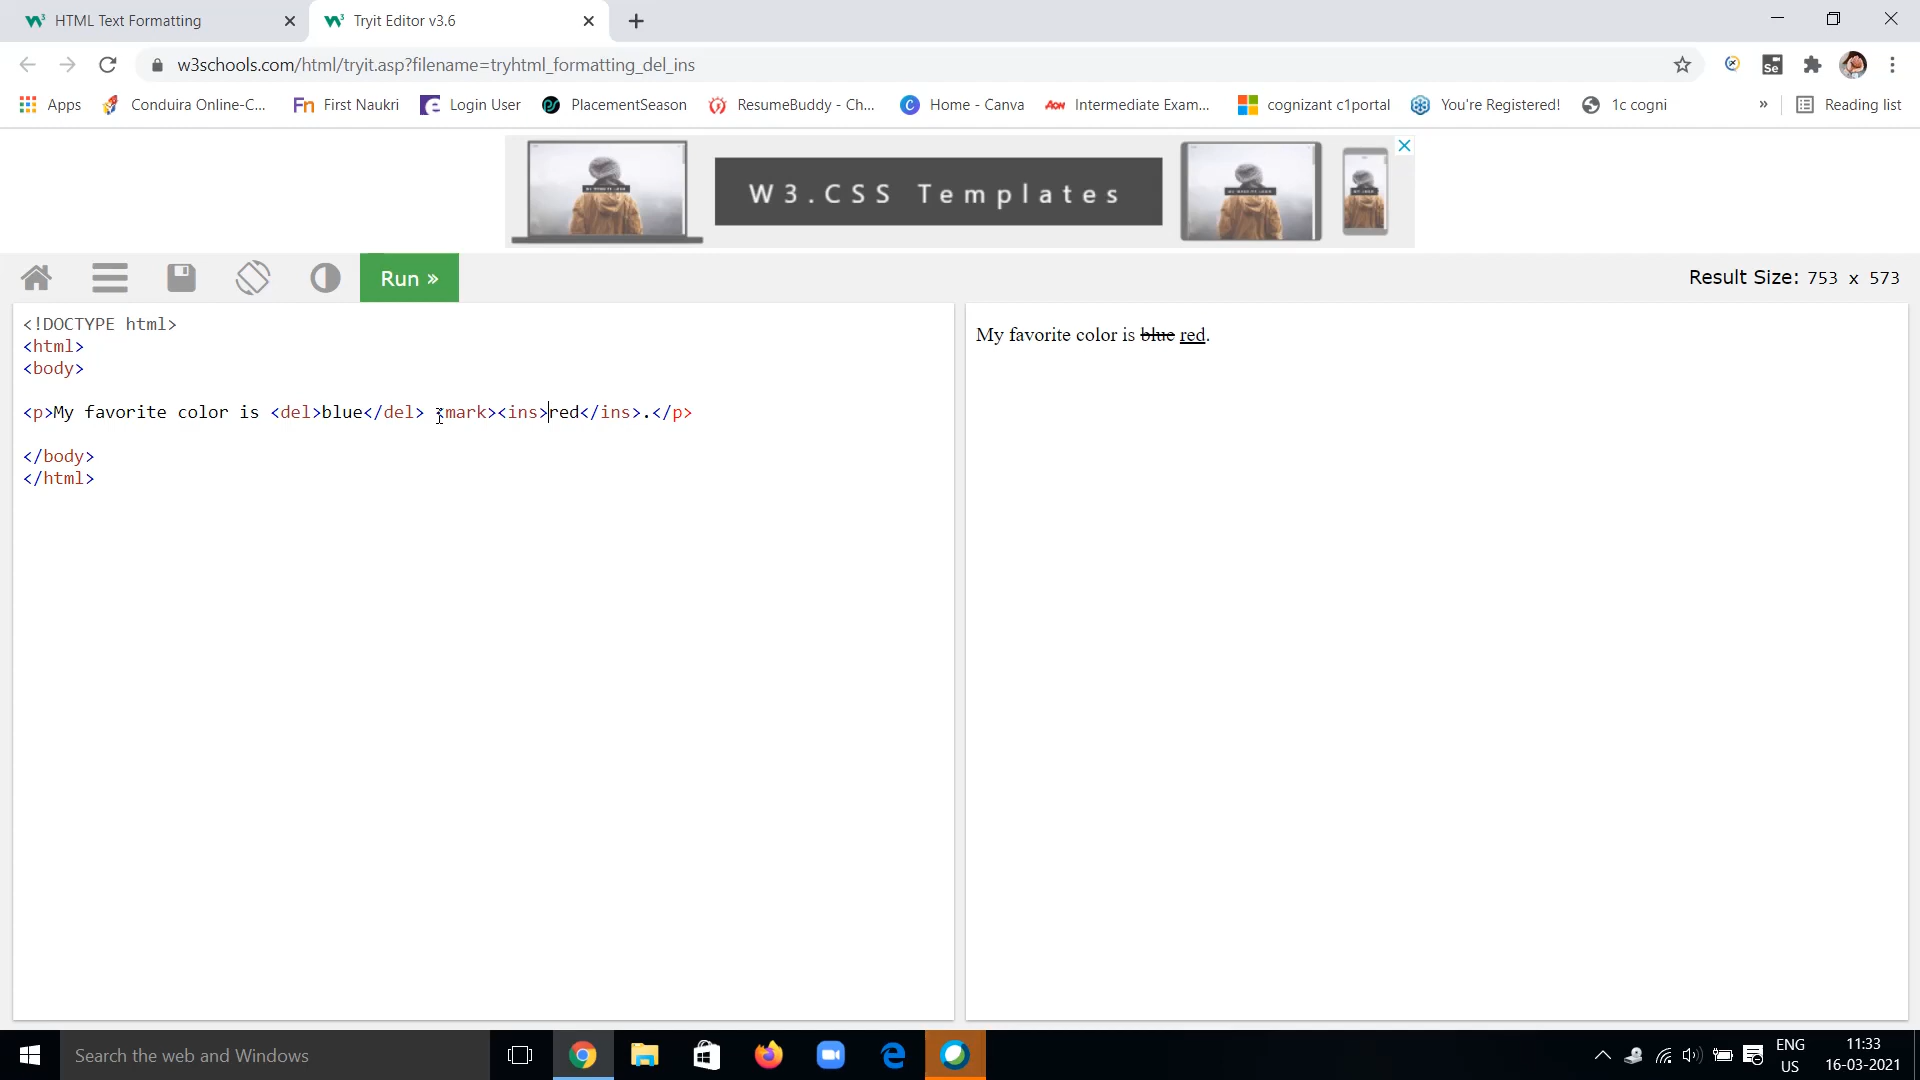 HTML Text Formatting
Tryit Editor v3.6
w3schools.com/html/tryit.asp?filename=tryhtml_formatting_del_ins
Se
Apps
Conduira Online-C...
Fn First Naukri
Login User
PlacementSeason
ResumeBuddy - Ch...
C Home - Canva
Aon Intermediate Exam...
cognizant c1portal
You're Registered!
1c cogni
»
Reading list
W3.CSS Templates
Run »
Result Size: 753 x 573
<!DOCTYPE html>
<html>
<body>
<p>My favorite color is <del>blue</del> <mark><ins>red</ins>.</p>
</body>
</html>
My favorite color is blue red.
Search the web and Windows
ENG
US
11:33
16-03-2021